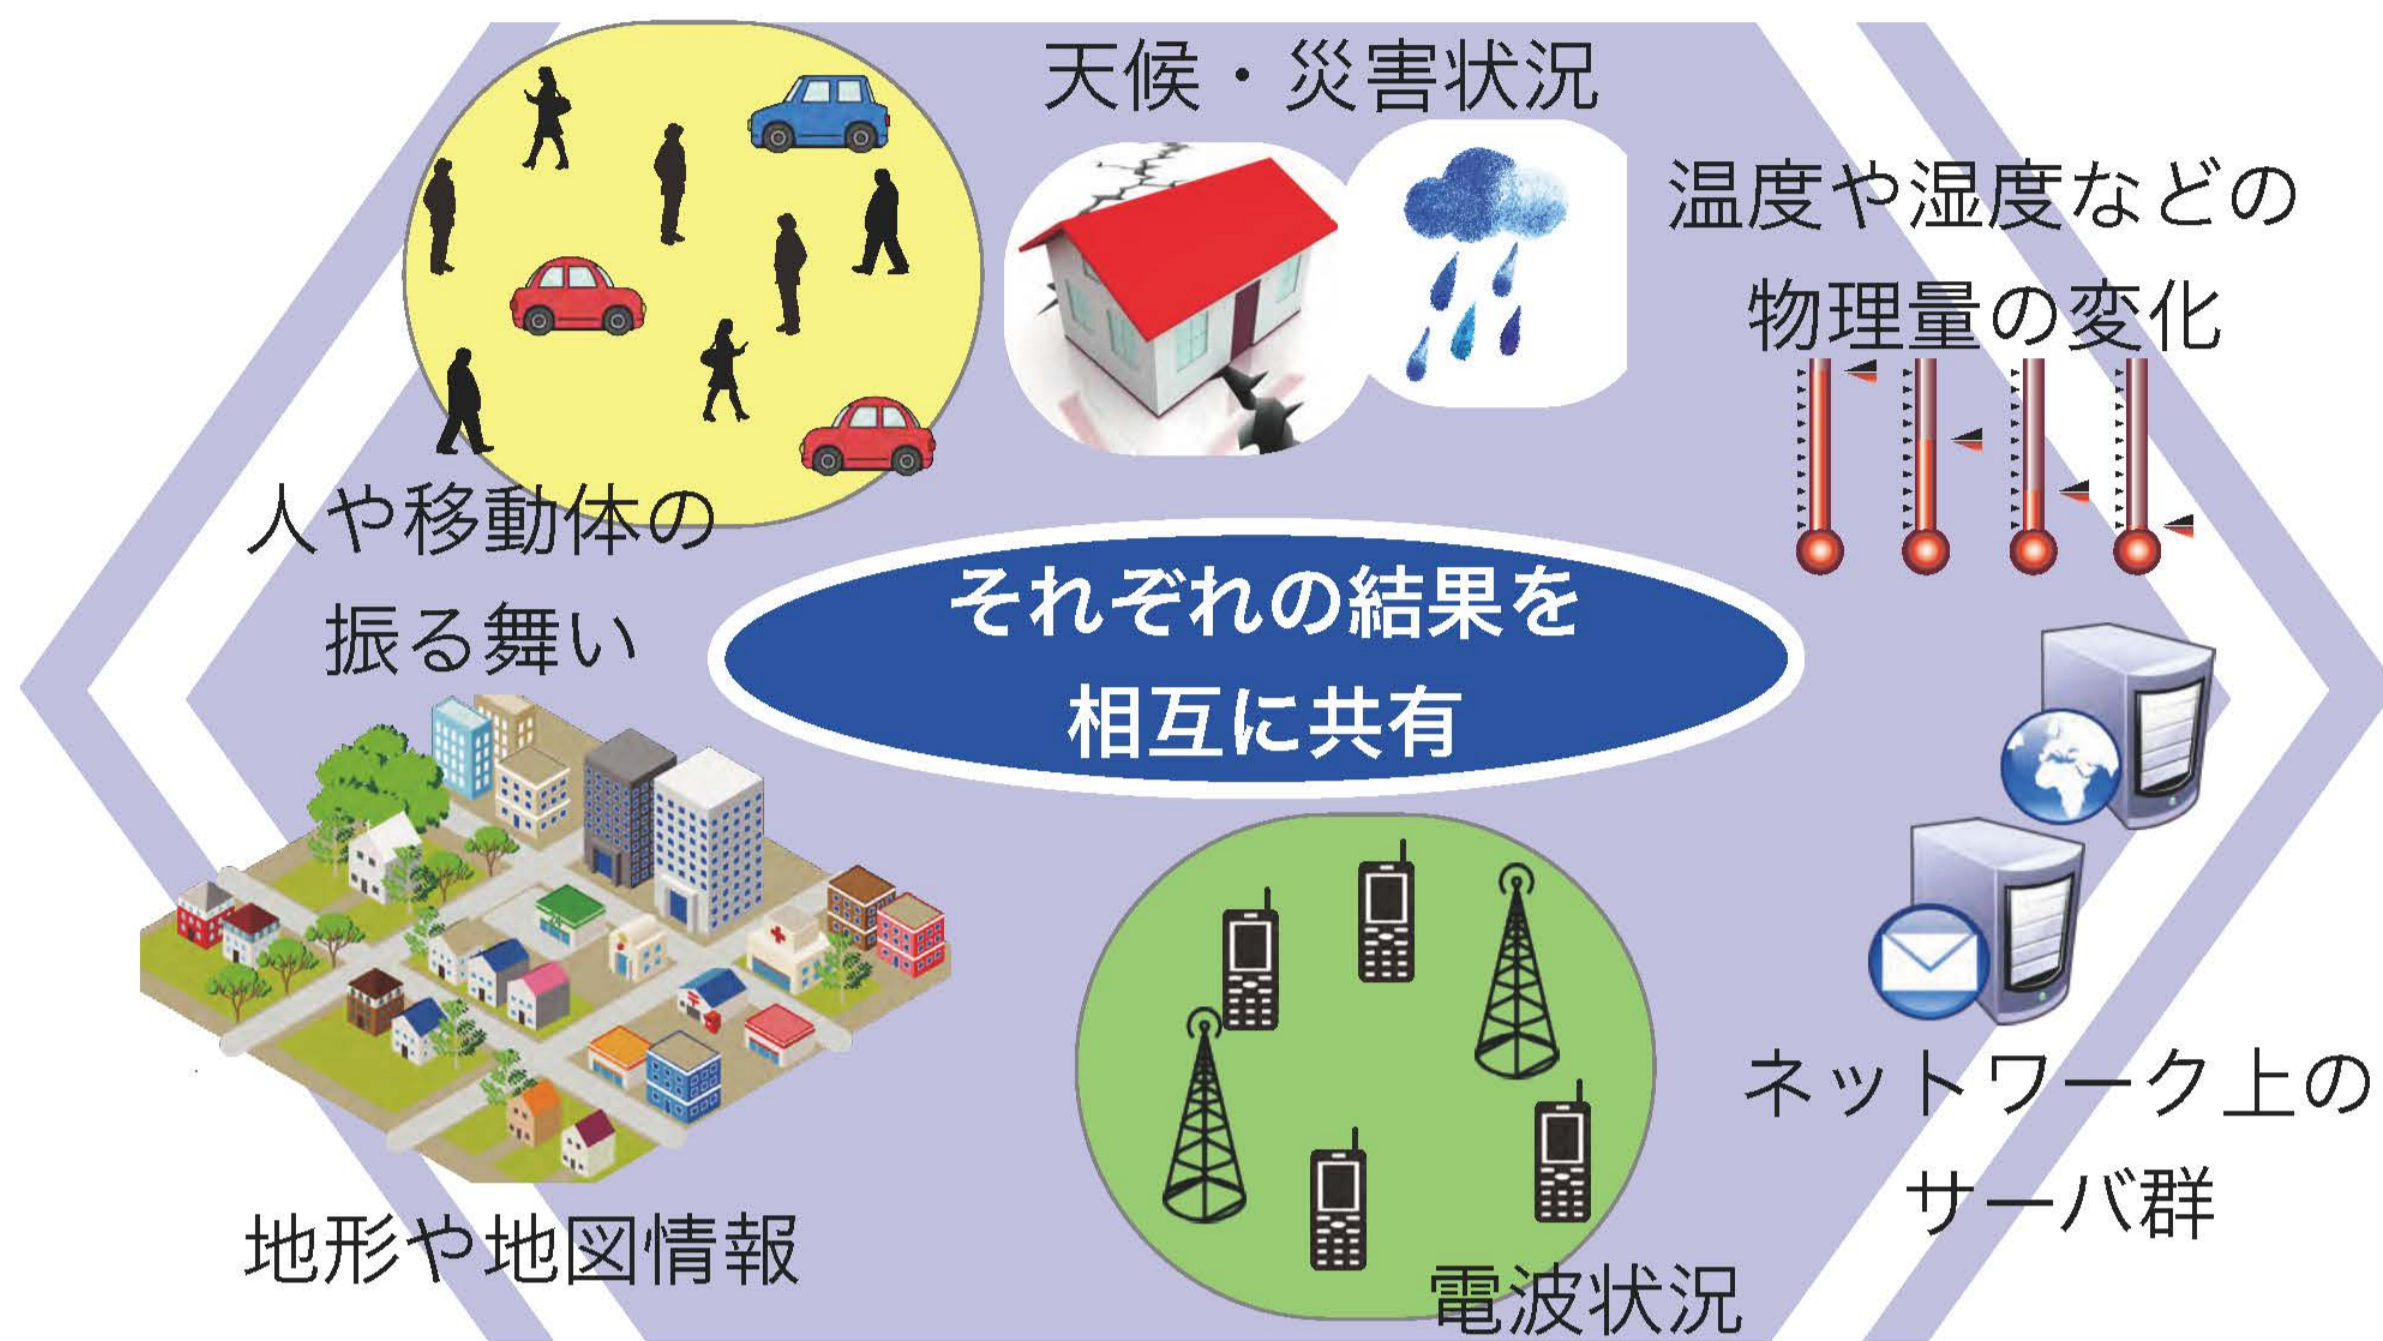 天候・災害状況
温度や湿度などの
物理量の変化
人や移動体の
振る舞い
それぞれの結果を
相互に共有
ネットワーク上の
サーバ群
地形や地図情報
電波状況